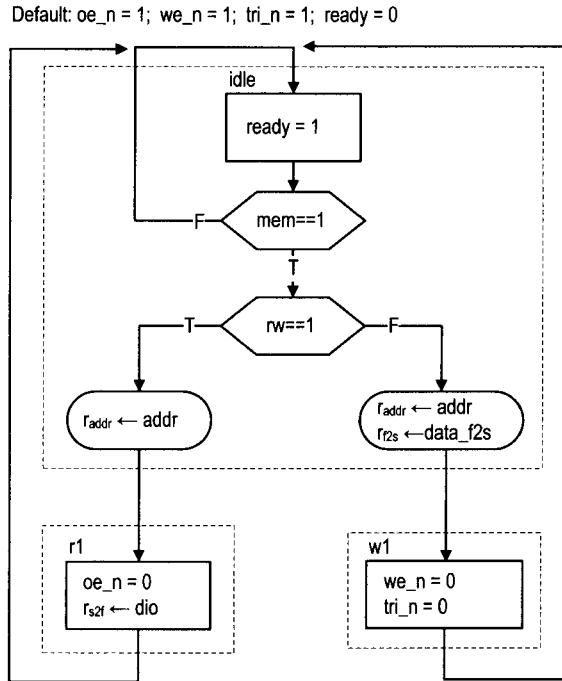 Default: oe_n = 1; we_n = 1; tri_n = 1; ready = 0
idle
ready = 1
mem==1
F
T
rw==1
T
F
r_addr ← addr
r_addr ← addr
r_f2s ← data_f2s
r1
oe_n = 0
r_s2f ← dio
w1
we_n = 0
tri_n = 0